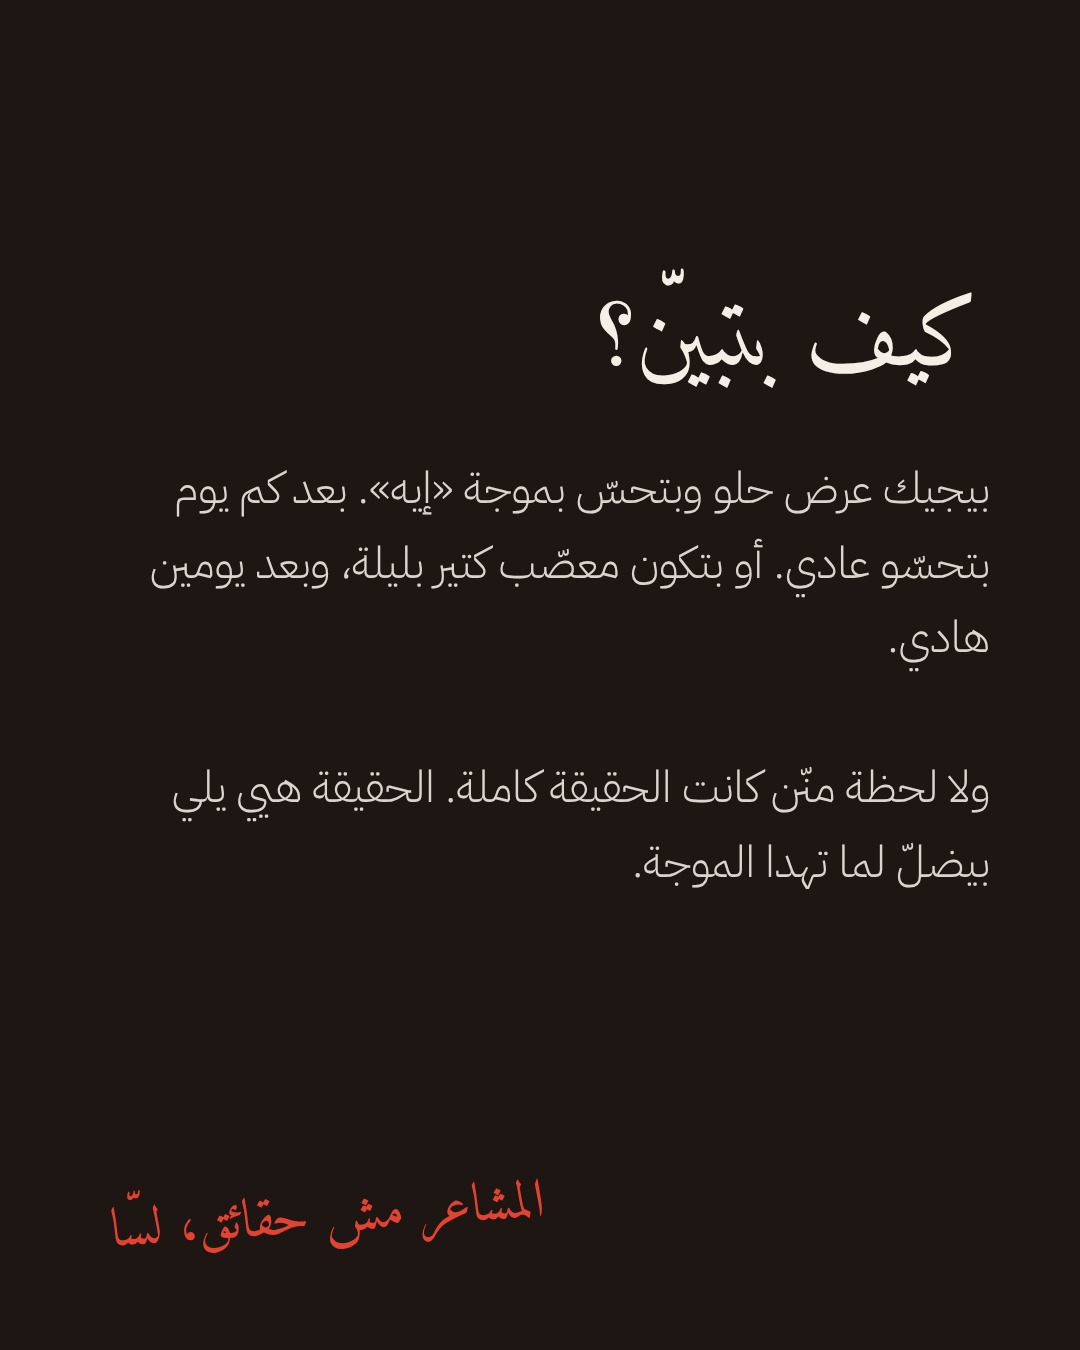 كيف بتبيّن؟
بيجيك عرض حلو وبتحسّ بموجة «إيه». بعد كم يوم
بتحسّو عادي. أو بتكون معصّب كتير بليلة، وبعد يومين
هادي.
ولا لحظة منّن كانت الحقيقة كاملة. الحقيقة هيي يلي
بيضلّ لما تهدا الموجة.
المشاعر مش حقائق، لسّا